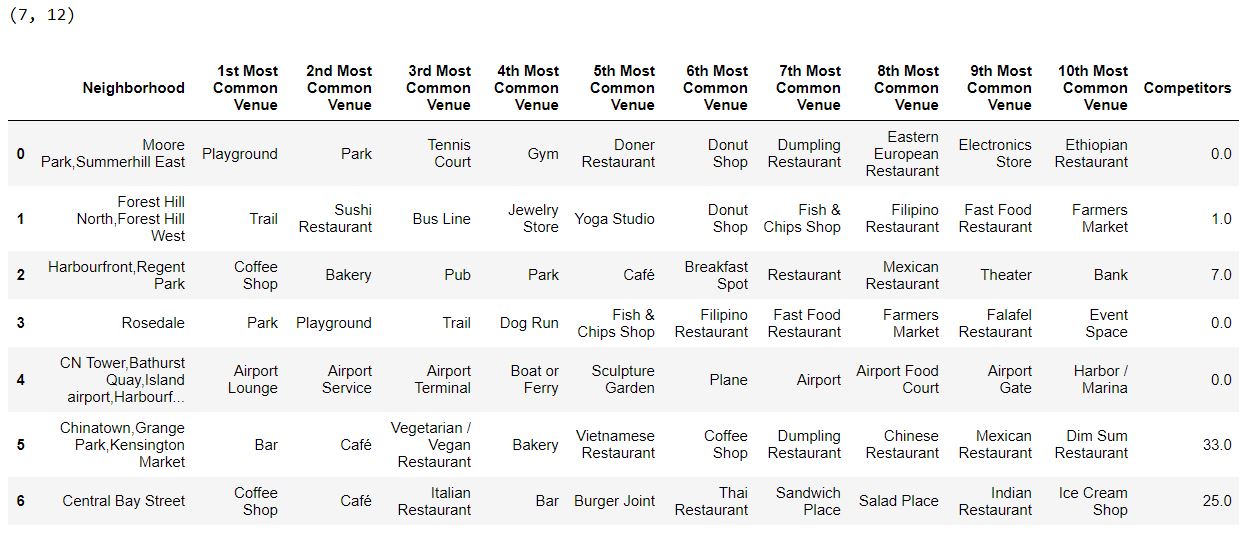 (7, 12)
Neighborhood 1st Most Common Venue 2nd Most Common Venue 3rd Most Common Venue 4th Most Common Venue 5th Most Common Venue 6th Most Common Venue 7th Most Common Venue 8th Most Common Venue 9th Most Common Venue 10th Most Common Venue Competitors
0 Moore Park,Summerhill East Playground Park Tennis Court Gym Doner Restaurant Donut Shop Dumpling Restaurant Eastern European Restaurant Electronics Store Ethiopian Restaurant 0.0
1 Forest Hill North,Forest Hill West Trail Sushi Restaurant Bus Line Jewelry Store Yoga Studio Donut Shop Fish & Chips Shop Filipino Restaurant Fast Food Restaurant Farmers Market 1.0
2 Harbourfront,Regent Park Coffee Shop Bakery Pub Park Café Breakfast Spot Restaurant Mexican Restaurant Theater Bank 7.0
3 Rosedale Park Playground Trail Dog Run Fish & Chips Shop Filipino Restaurant Fast Food Restaurant Farmers Market Falafel Restaurant Event Space 0.0
4 CN Tower,Bathurst Quay,Island airport,Harbourf... Airport Lounge Airport Service Airport Terminal Boat or Ferry Sculpture Garden Plane Airport Airport Food Court Airport Gate Harbor / Marina 0.0
5 Chinatown,Grange Park,Kensington Market Bar Café Vegetarian / Vegan Restaurant Bakery Vietnamese Restaurant Coffee Shop Dumpling Restaurant Chinese Restaurant Mexican Restaurant Dim Sum Restaurant 33.0
6 Central Bay Street Coffee Shop Café Italian Restaurant Bar Burger Joint Thai Restaurant Sandwich Place Salad Place Indian Restaurant Ice Cream Shop 25.0